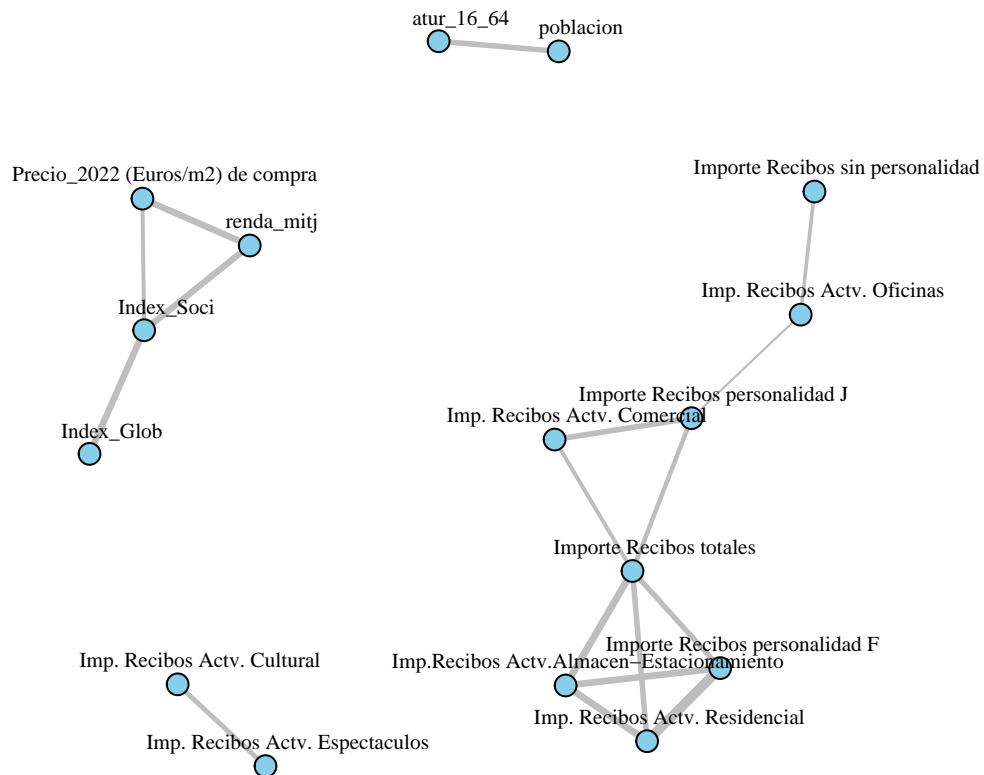 atur_16_64
poblacion
Precio_2022 (Euros/m2) de compra
Importe Recibos sin personalidad
renda_mitj
Imp. Recibos Actv. Oficinas
Index_Soci
Importe Recibos personalidad J
Imp. Recibos Actv. Comercial
Index_Glob
Importe Recibos totales
Importe Recibos personalidad F
Imp. Recibos Actv. Cultural
Imp.Recibos Actv.Almacen−Estacionamiento
Imp. Recibos Actv. Residencial
Imp. Recibos Actv. Espectaculos